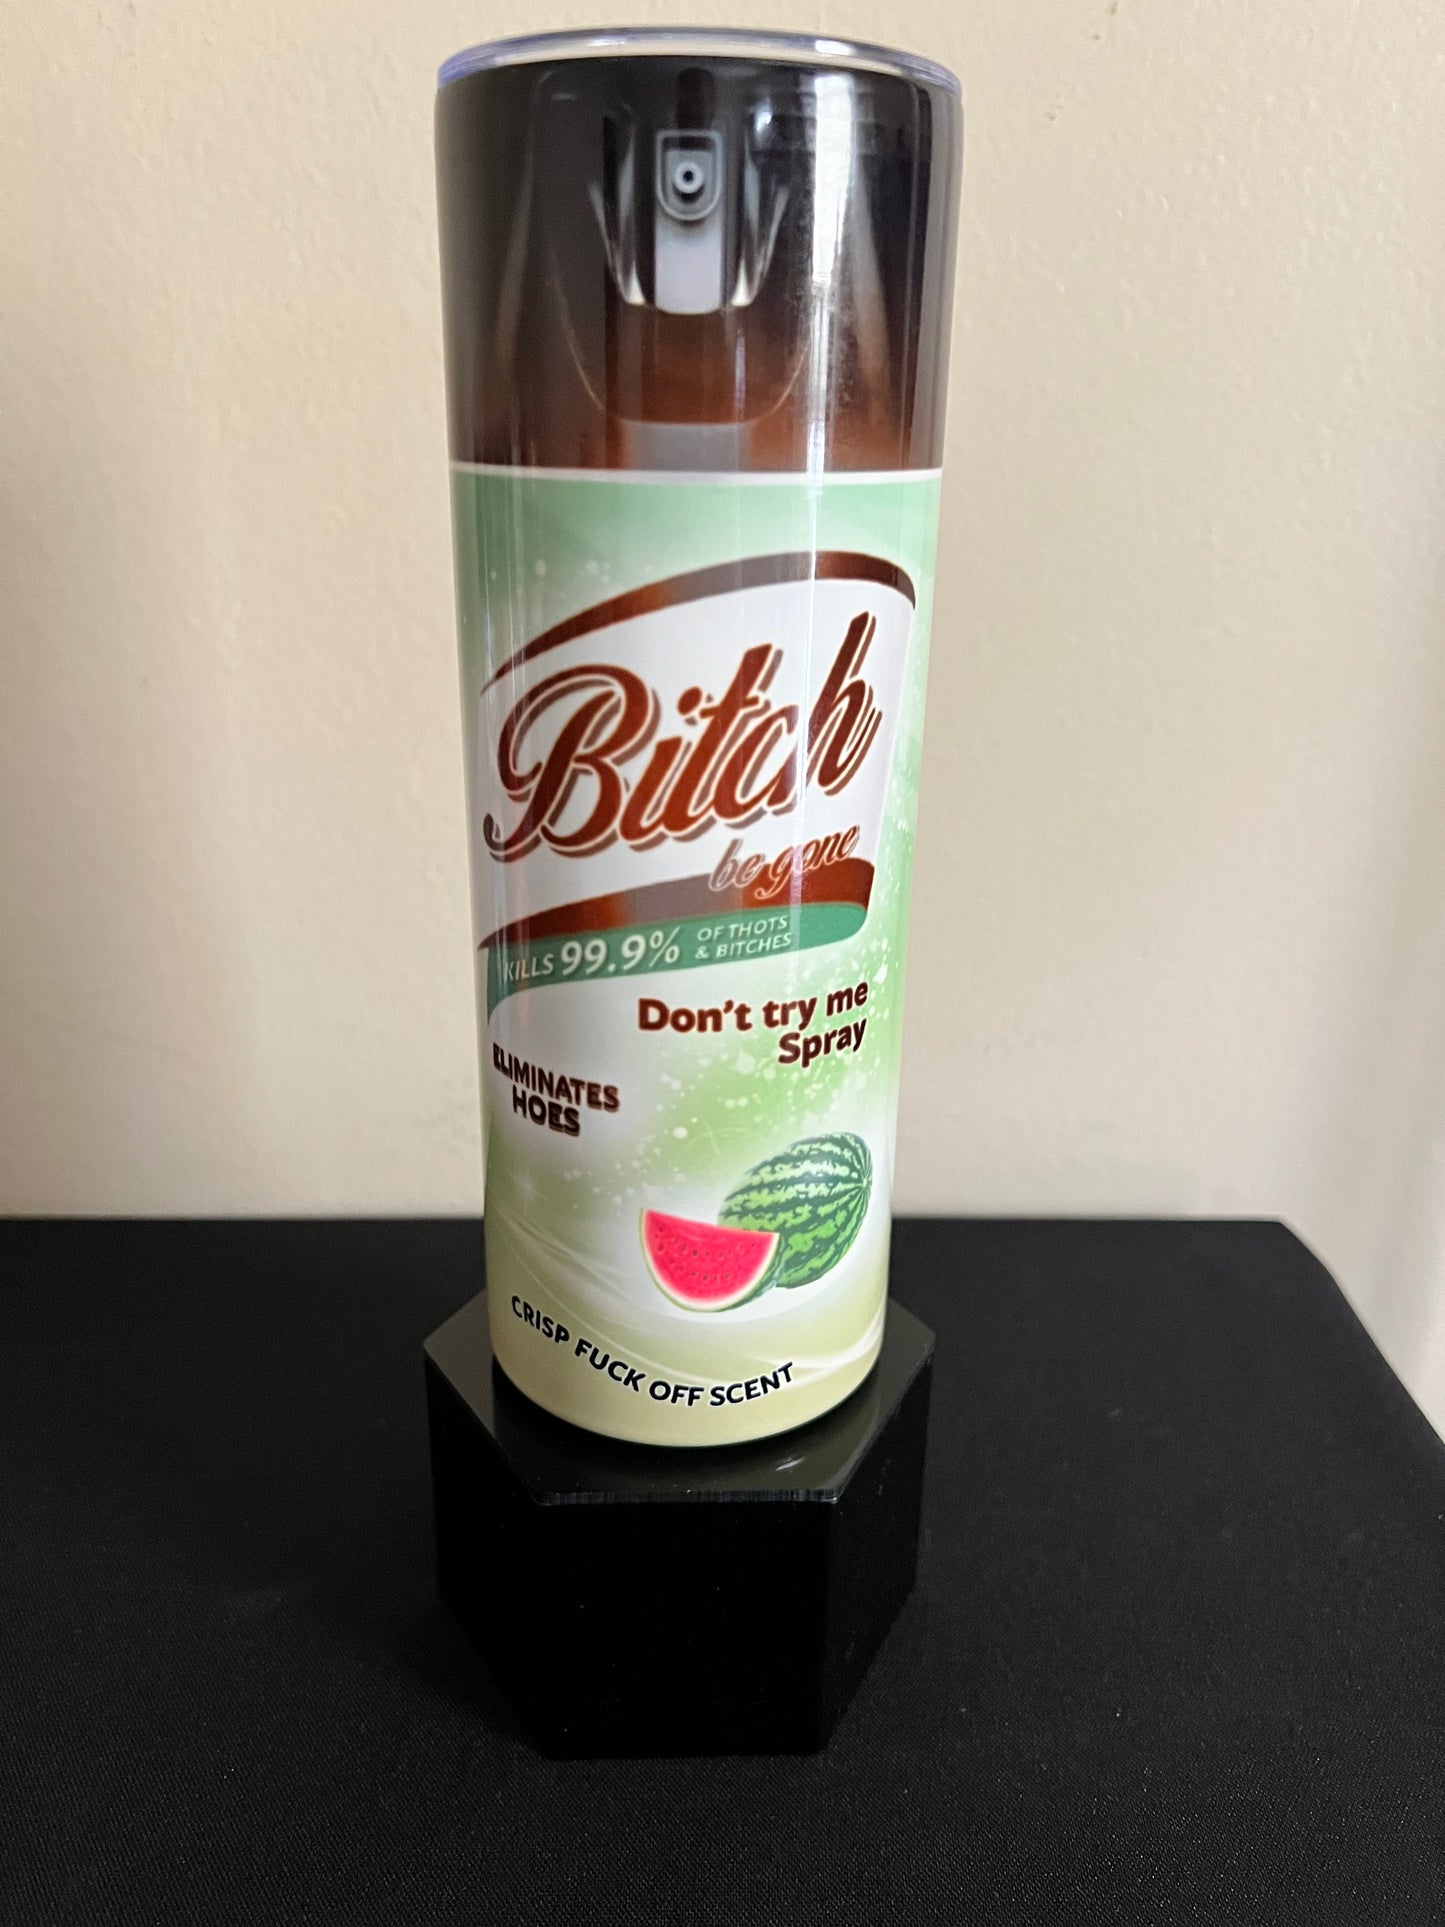 Bitch
be gone
KILLS 99.9% OF THOTS
& BITCHES
Don't try me
Spray
ELIMINATES
HOES
CRISP FUCK OFF SCENT